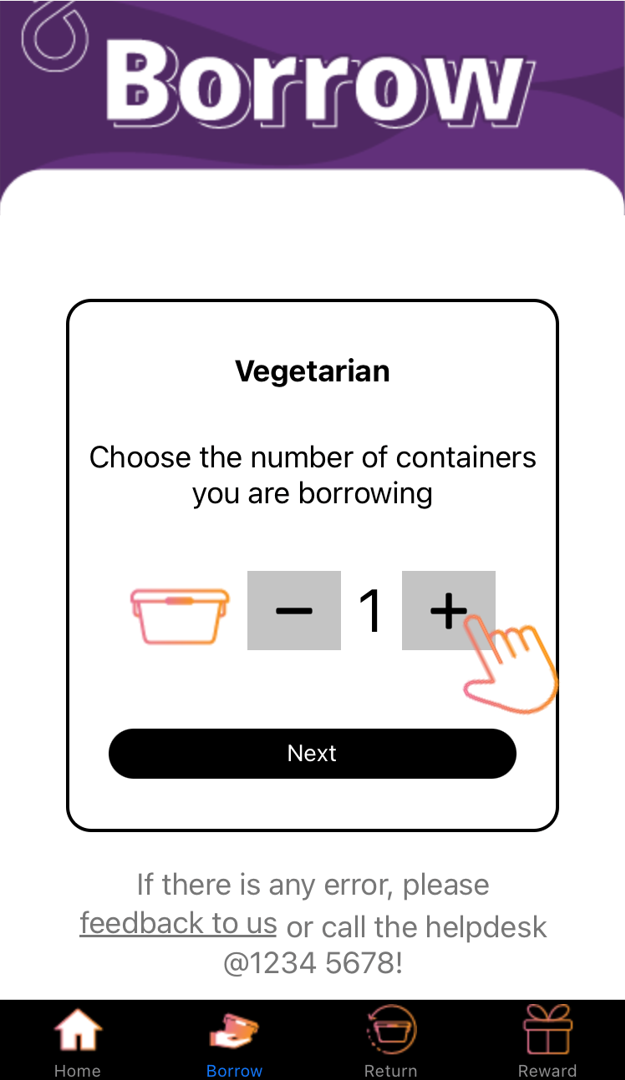 Borrow
Vegetarian
Choose the number of containers
you are borrowing
− 1 +
Next
If there is any error, please
feedback to us or call the helpdesk
@1234 5678!
Home Borrow Return Reward